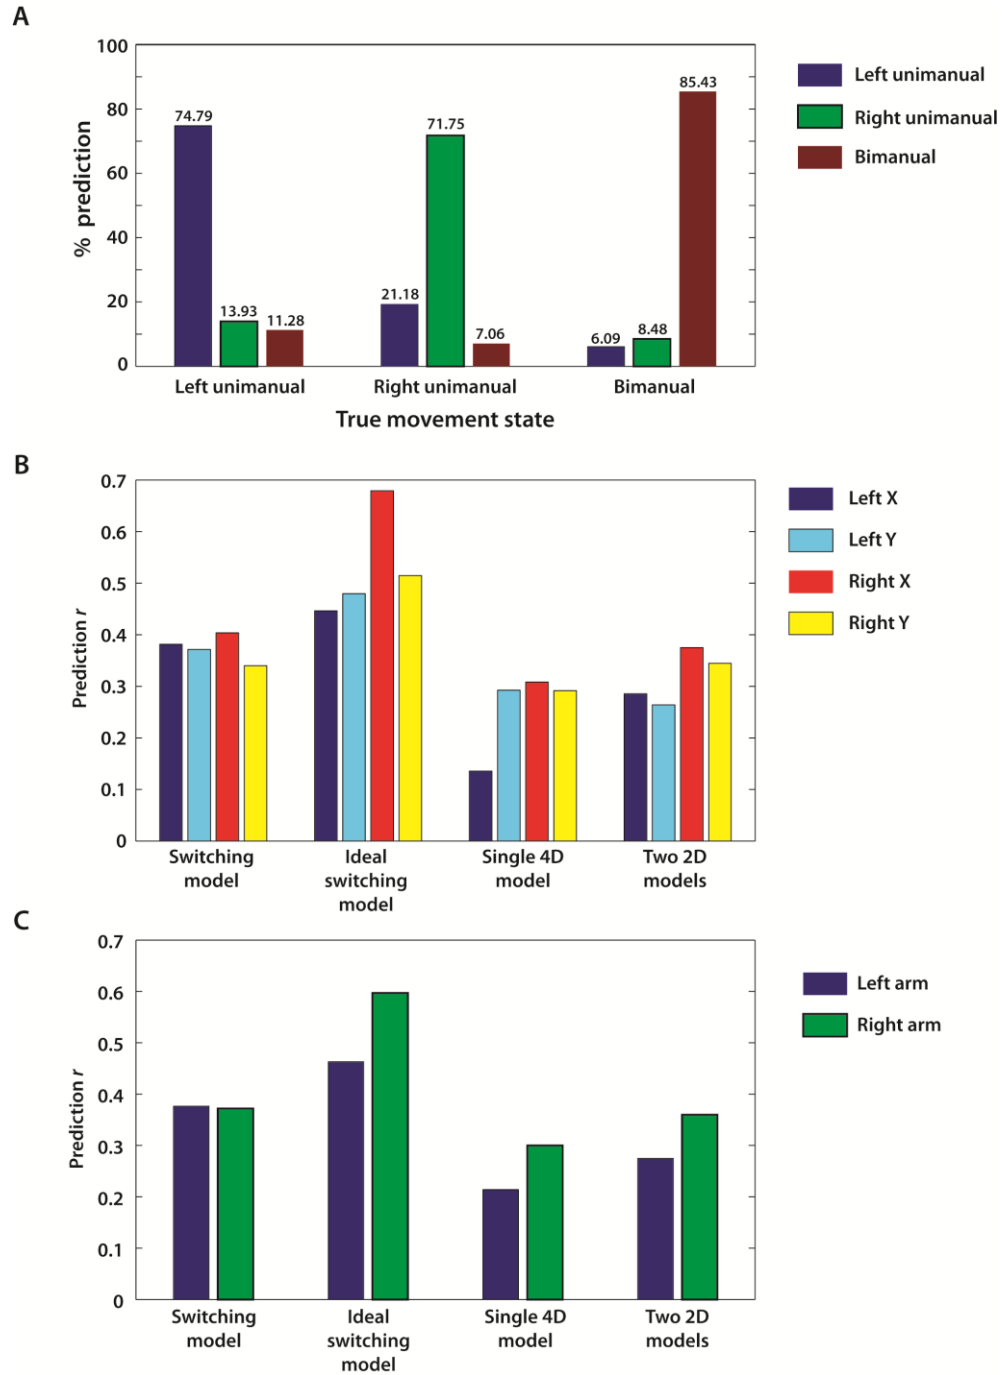 A
100
80
60
40
20
0
% prediction
74.79
13.93
11.28
21.18
71.75
7.06
6.09
8.48
85.43
Left unimanual
Right unimanual
Bimanual
True movement state
Left unimanual
Right unimanual
Bimanual
B
0.7
0.6
0.5
0.4
0.3
0.2
0.1
0
Prediction r
Switching
model
Ideal
switching
model
Single 4D
model
Two 2D
models
Left X
Left Y
Right X
Right Y
C
0.7
0.6
0.5
0.4
0.3
0.2
0.1
0
Prediction r
Switching
model
Ideal
switching
model
Single 4D
model
Two 2D
models
Left arm
Right arm